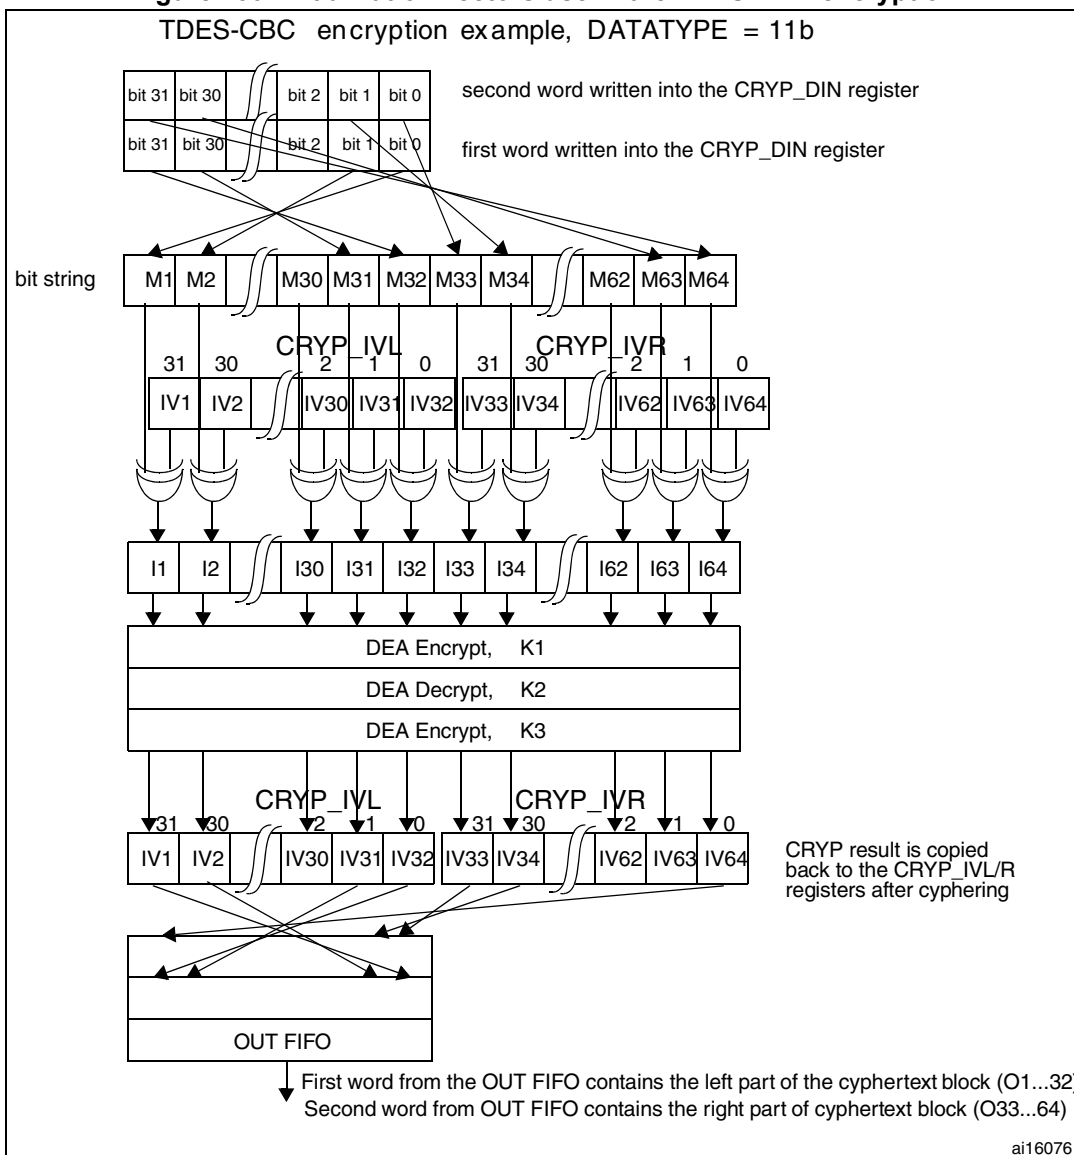 TDES-CBC encryption example, DATATYPE = 11b
bit 31 bit 30 bit 2 bit 1 bit 0
second word written into the CRYP_DIN register
bit 31 bit 30 bit 2 bit 1 bit 0
first word written into the CRYP_DIN register
bit string
M1 M2 M30 M31 M32 M33 M34 M62 M63 M64
CRYP_IVL CRYP_IVR
31 30 2 1 0 31 30 2 1 0
IV1 IV2 IV30 IV31 IV32 IV33 IV34 IV62 IV63 IV64
I1 I2 I30 I31 I32 I33 I34 I62 I63 I64
DEA Encrypt, K1
DEA Decrypt, K2
DEA Encrypt, K3
CRYP_IVL CRYP_IVR
31 30 2 1 0 31 30 2 1 0
IV1 IV2 IV30 IV31 IV32 IV33 IV34 IV62 IV63 IV64
CRYP result is copied
back to the CRYP_IVL/R
registers after cyphering
OUT FIFO
First word from the OUT FIFO contains the left part of the cyphertext block (O1...32)
Second word from OUT FIFO contains the right part of cyphertext block (O33...64)
ai16076